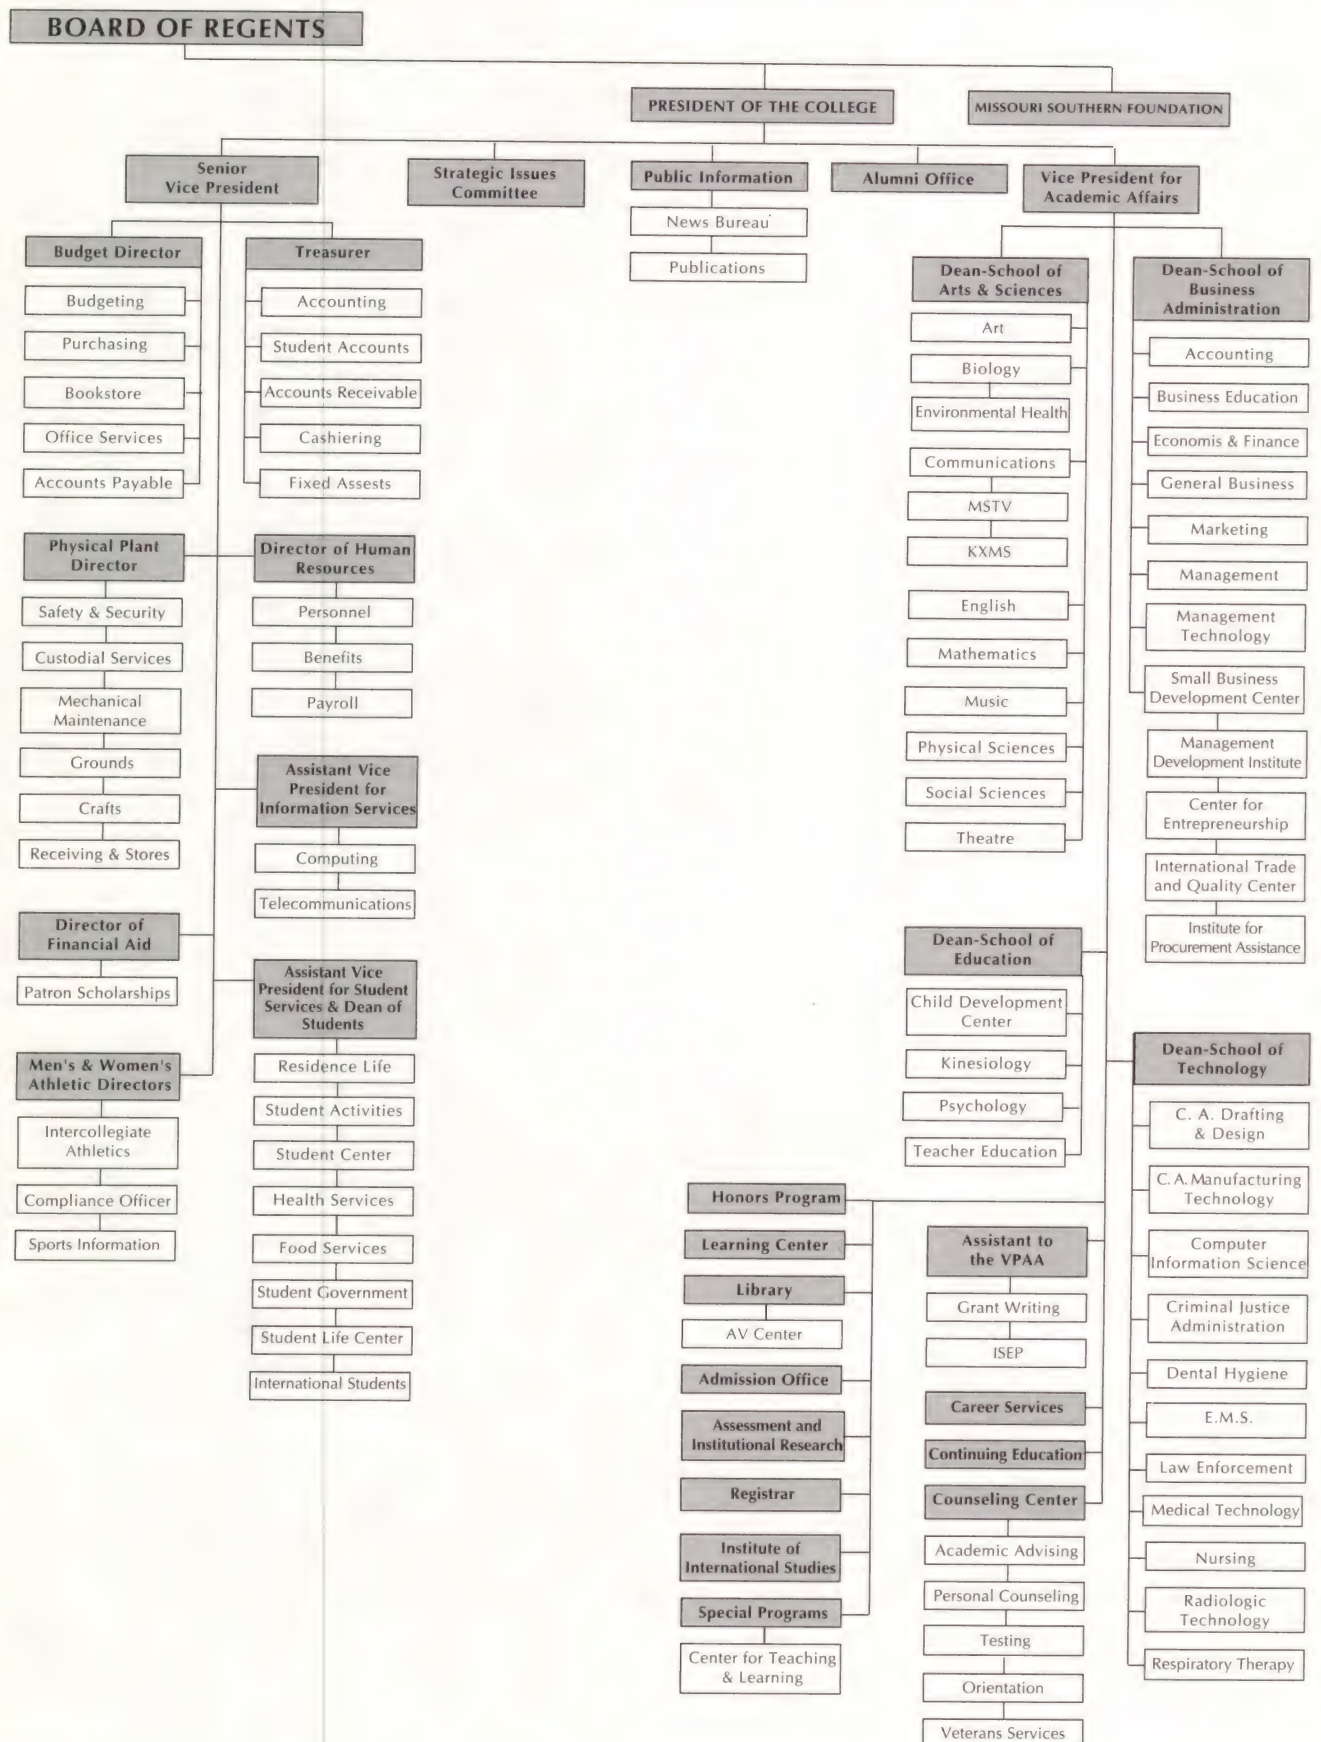 BOARD OF REGENTS
PRESIDENT OF THE COLLEGE
MISSOURI SOUTHERN FOUNDATION
Senior
Vice President
Strategic Issues
Committee
Public Information
Alumni Office
Vice President for
Academic Affairs
News Bureau
Publications
Budget Director
Budgeting
Purchasing
Bookstore
Office Services
Accounts Payable
Treasurer
Accounting
Student Accounts
Accounts Receivable
Cashiering
Fixed Assests
Physical Plant
Director
Safety & Security
Custodial Services
Mechanical
Maintenance
Grounds
Crafts
Receiving & Stores
Director of Human
Resources
Personnel
Benefits
Payroll
Assistant Vice
President for
Information Services
Computing
Telecommunications
Director of
Financial Aid
Patron Scholarships
Assistant Vice
President for Student
Services & Dean of
Students
Residence Life
Student Activities
Student Center
Health Services
Food Services
Student Government
Student Life Center
International Students
Men's & Women's
Athletic Directors
Intercollegiate
Athletics
Compliance Officer
Sports Information
Dean-School of
Arts & Sciences
Art
Biology
Environmental Health
Communications
MSTV
KXMS
English
Mathematics
Music
Physical Sciences
Social Sciences
Theatre
Dean-School of
Business
Administration
Accounting
Business Education
Economis & Finance
General Business
Marketing
Management
Management
Technology
Small Business
Development Center
Management
Development Institute
Center for
Entrepreneurship
International Trade
and Quality Center
Institute for
Procurement Assistance
Dean-School of
Education
Child Development
Center
Kinesiology
Psychology
Teacher Education
Dean-School of
Technology
C. A. Drafting
& Design
C. A. Manufacturing
Technology
Computer
Information Science
Criminal Justice
Administration
Dental Hygiene
E.M.S.
Law Enforcement
Medical Technology
Nursing
Radiologic
Technology
Respiratory Therapy
Honors Program
Learning Center
Library
AV Center
Admission Office
Assessment and
Institutional Research
Registrar
Institute of
International Studies
Special Programs
Center for Teaching
& Learning
Assistant to
the VPAA
Grant Writing
ISEP
Career Services
Continuing Education
Counseling Center
Academic Advising
Personal Counseling
Testing
Orientation
Veterans Services